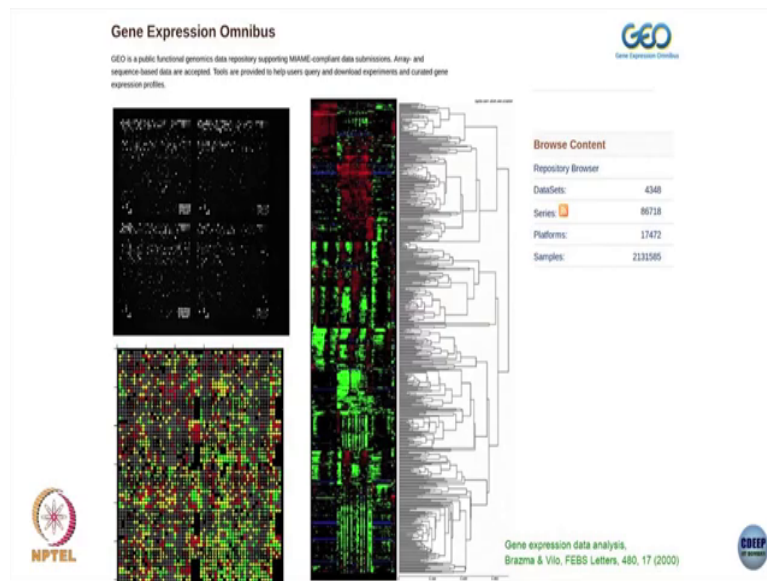 Gene Expression Omnibus
GEO
Gene Expression Omnibus
GEO is a public functional genomics data repository supporting MIAME-compliant data submissions. Array- and
sequence-based data are accepted. Tools are provided to help users query and download experiments and curated gene
expression profiles.
Browse Content
Repository Browser
DataSets: 4348
Series: 86718
Platforms: 17472
Samples: 2131585
Gene expression data analysis,
Brazma & Vilo, FEBS Letters, 480, 17 (2000)
NPTEL
CDEEP
IIT BOMBAY